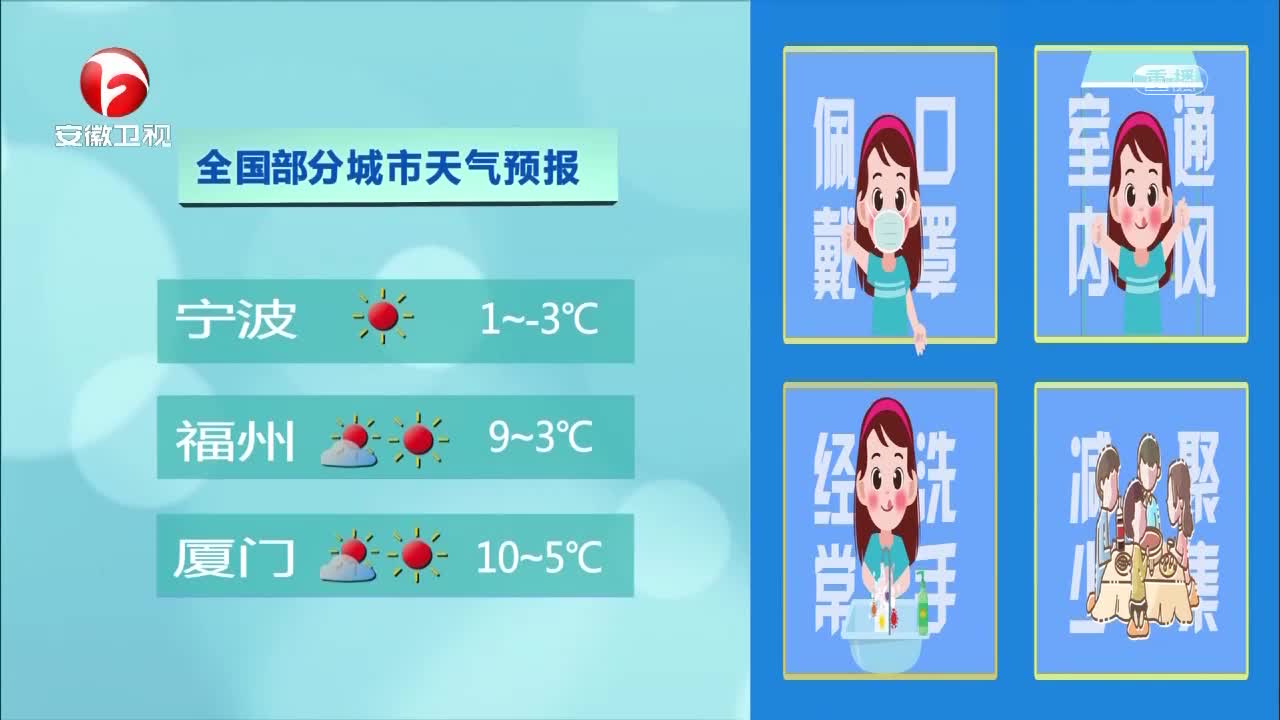 安徽卫视
全国部分城市天气预报
宁波 1~-3℃
福州 9~3℃
厦门 10~5℃
佩戴口罩
重播
室内通风
经常洗手
减少聚集